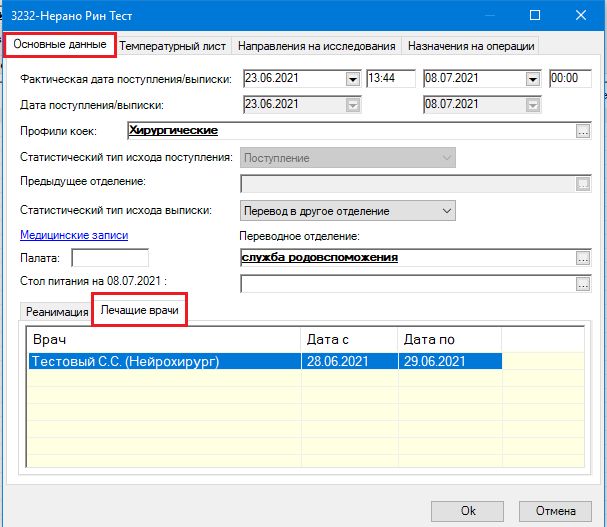 3232-Нерано Рин Тест
Основные данные Температурный лист Направления на исследования Назначения на операции
Фактическая дата поступления/выписки: 23.06.2021 13:44 08.07.2021 00:00
Дата поступления/выписки: 23.06.2021 08.07.2021
Профили коек: Хирургические ...
Статистический тип исхода поступления: Поступление
Предыдущее отделение: ...
Статистический тип исхода выписки: Перевод в другое отделение
Медицинские записи Переводное отделение:
Палата: служба родовспоможения ...
Стол питания на 08.07.2021 : ...
Реанимация Лечащие врачи
Врач Дата с Дата по
Тестовый С.С. (Нейрохирург) 28.06.2021 29.06.2021
Ok Отмена